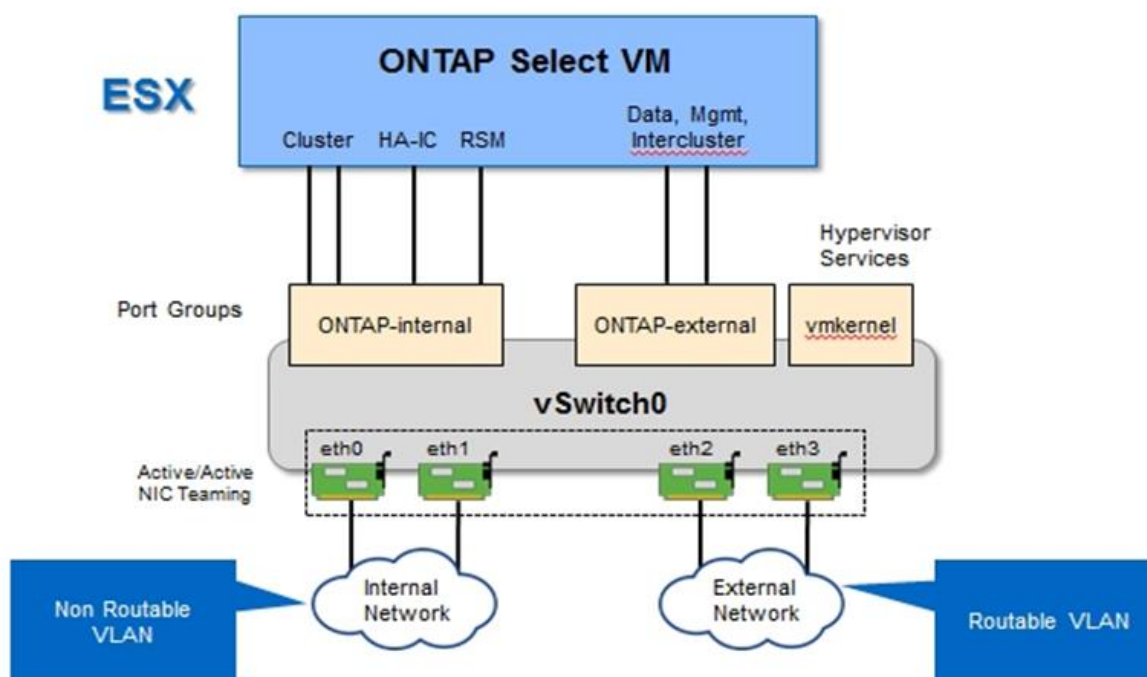 ONTAP Select VM
ESX
Data, Mgmt,
Intercluster
Cluster HA-IC RSM
Hypervisor
Services
Port Groups
ONTAP-internal
ONTAP-external
vmkernel
vSwitch0
eth0 eth1 eth2 eth3
Active/Active
NIC Teaming
Internal
Network
External
Network
Non Routable
VLAN
Routable VLAN